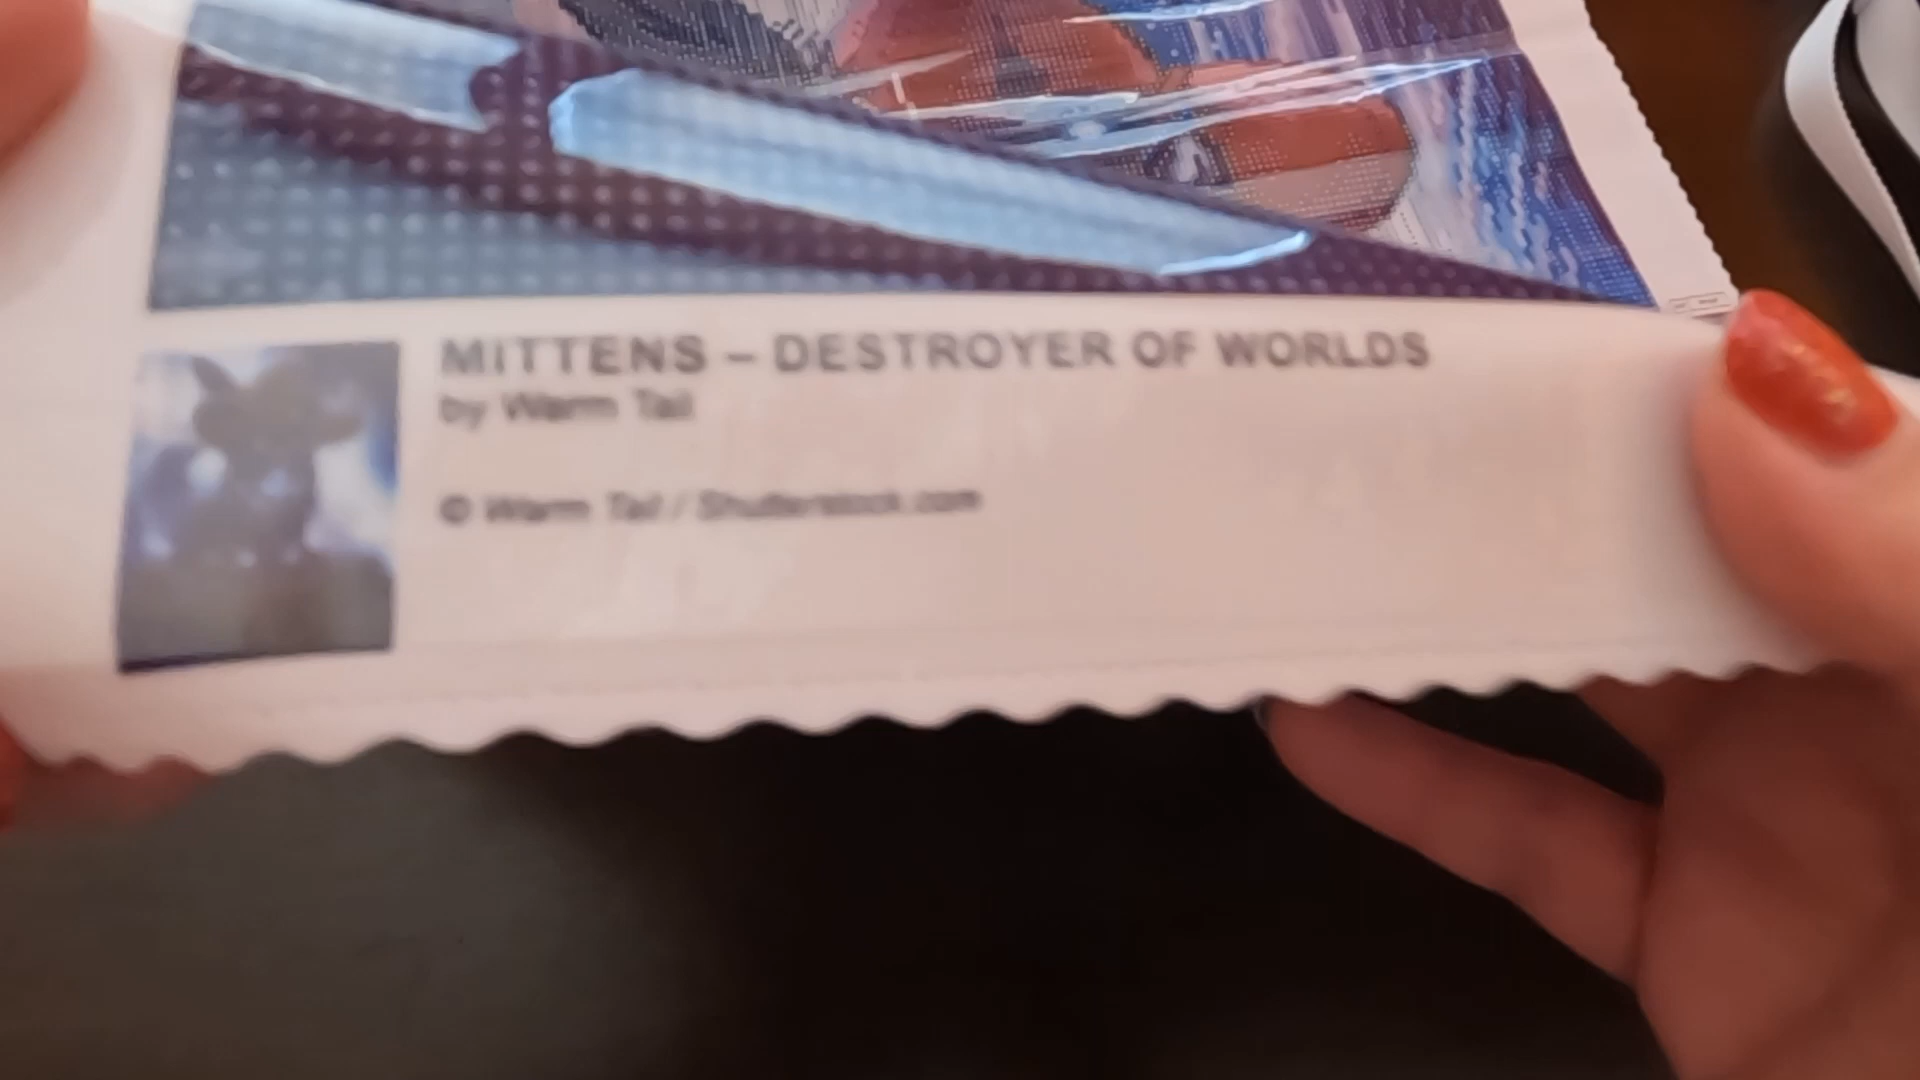 MITTENS – DESTROYER OF WORLDS
by Warm Tail
© Warm Tail / Shutterstock.com